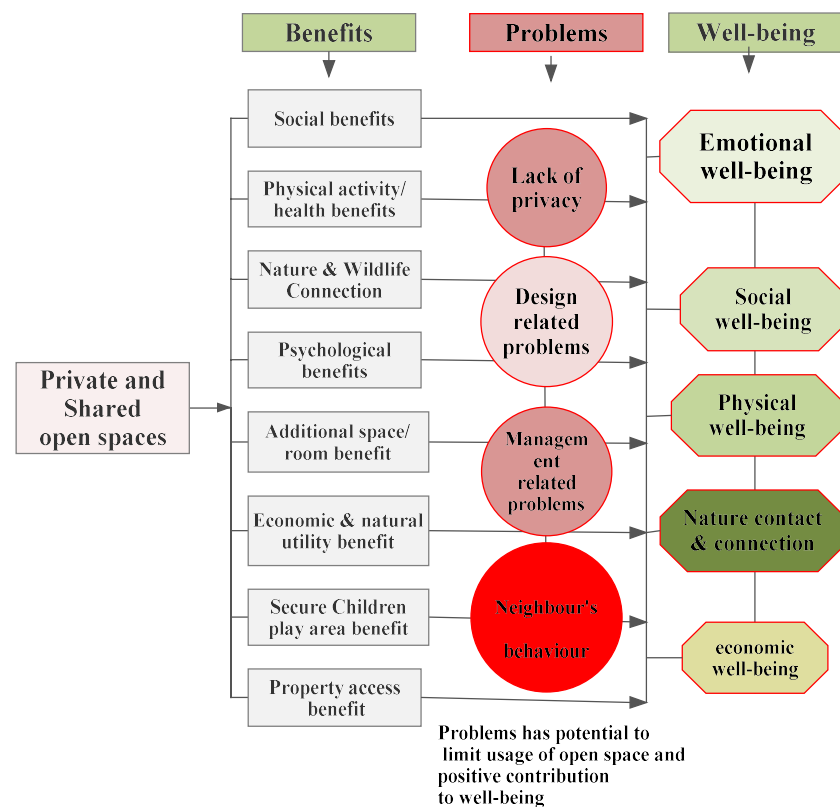 Benefits
Problems
Well-being
Social benefits
Physical activity/
health benefits
Nature & Wildlife
Connection
Psychological
benefits
Additional space/
room benefit
Economic & natural
utility benefit
Secure Children
play area benefit
Property access
benefit
Private and
Shared
open spaces
Lack of
privacy
Design
related
problems
Managem
ent
related
problems
Neighbour's
behaviour
Emotional
well-being
Social
well-being
Physical
well-being
Nature contact
& connection
economic
well-being
Problems has potential to
limit usage of open space and
positive contribution
to well-being